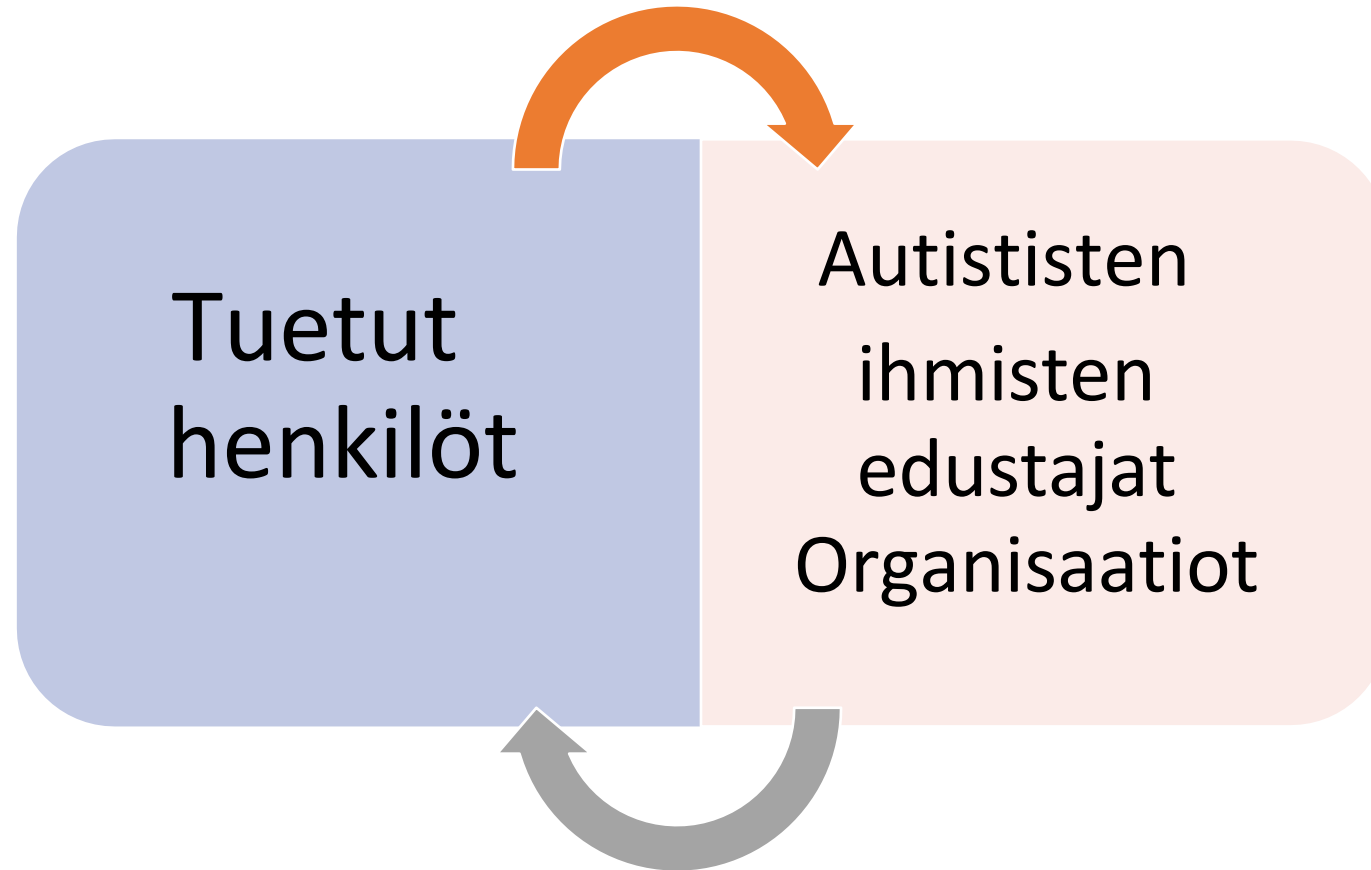 Tuetut
henkilöt
Autististen
ihmisten
edustajat
Organisaatiot